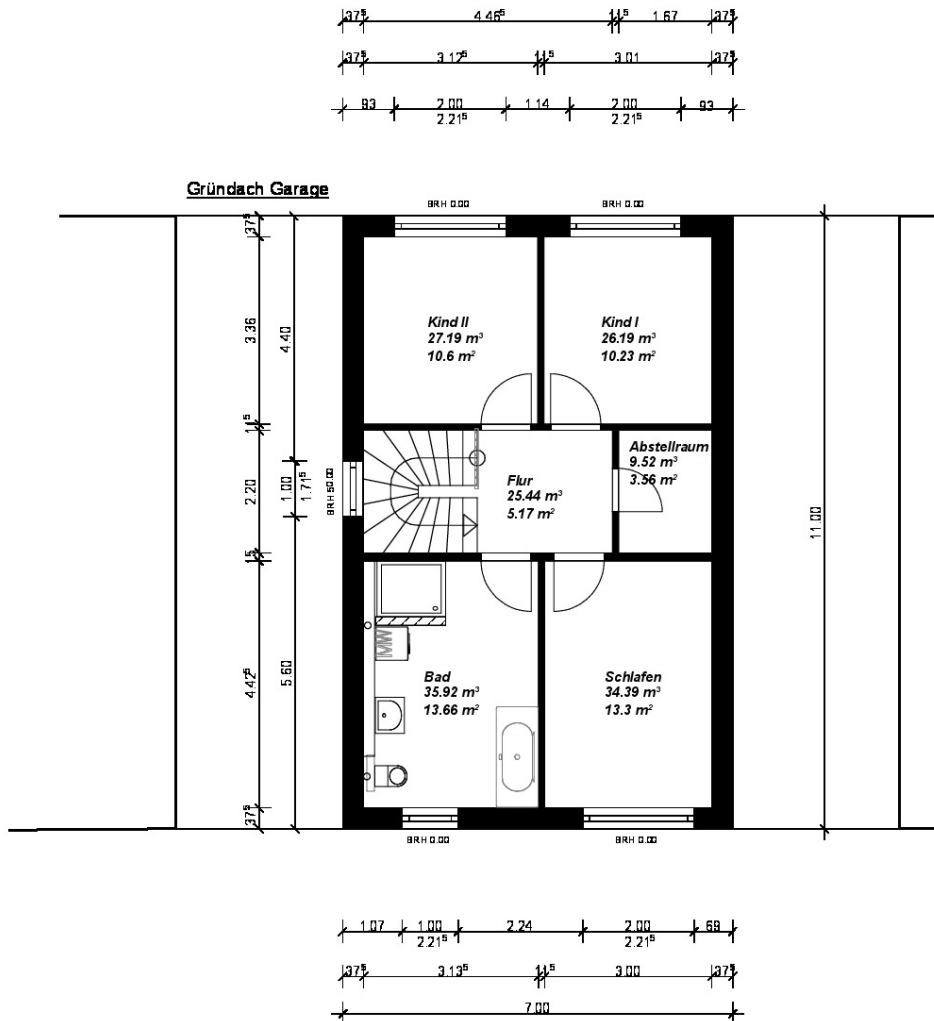 37⁵ 4.46⁵ 11⁵ 1.67 37⁵
37⁵ 3.12⁵ 11⁵ 3.01 37⁵
93 2.00 1.14 2.00 93
2.21⁵ 2.21⁵
Gründach Garage
BRH 0.00 BRH 0.00
37⁵
3.36
4.40
Kind II
27.19 m³
10.6 m²
Kind I
26.19 m³
10.23 m²
11⁵
2.20
1.00
1.71⁵
Flur
25.44 m³
5.17 m²
Abstellraum
9.52 m³
3.56 m²
11.00
15
4.42⁵
5.60
MW
Bad
35.92 m³
13.66 m²
Schlafen
34.39 m³
13.3 m²
37⁵
BRH 0.00 BRH 0.00
1.07 1.00 2.24 2.00 69
2.21⁵ 2.21⁵
37⁵ 3.13⁵ 11⁵ 3.00 37⁵
7.00